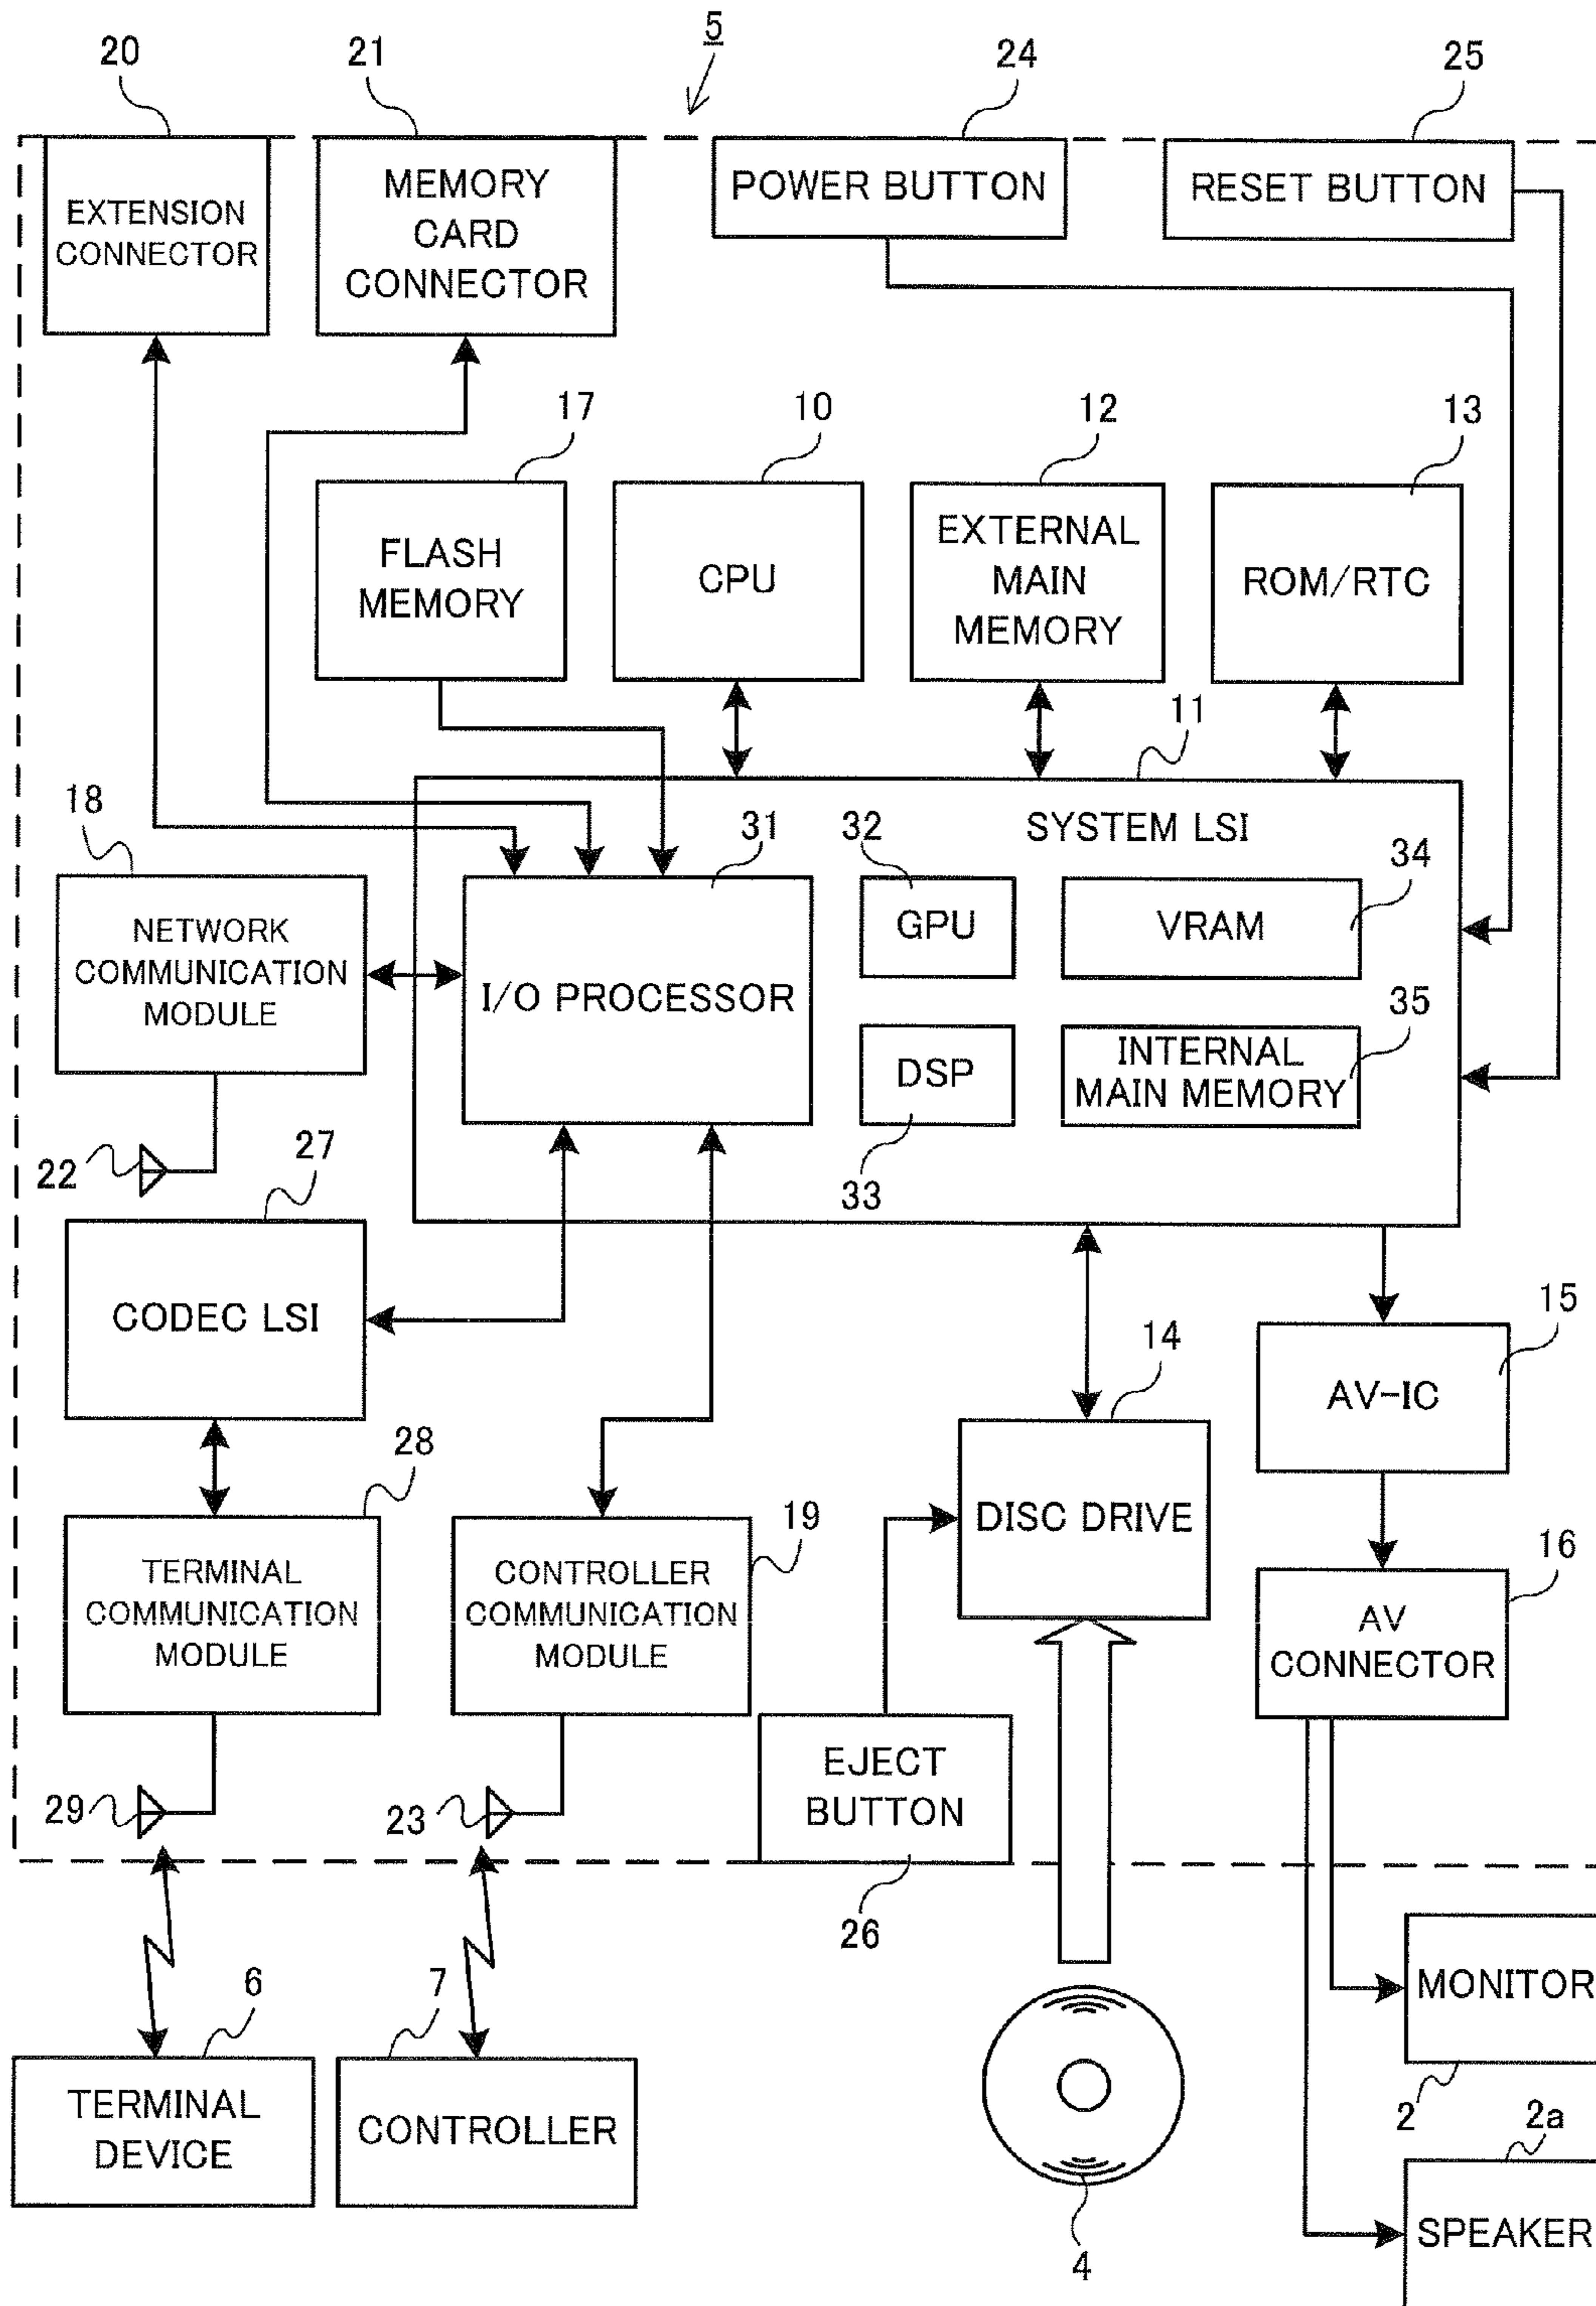 5
20
21
24
25
EXTENSION
CONNECTOR
MEMORY
CARD
CONNECTOR
POWER BUTTON
RESET BUTTON
17
10
12
13
FLASH
MEMORY
CPU
EXTERNAL
MAIN
MEMORY
ROM/RTC
11
SYSTEM LSI
18
31
32
34
NETWORK
COMMUNICATION
MODULE
I/O PROCESSOR
GPU
VRAM
35
DSP
INTERNAL
MAIN MEMORY
22
27
33
CODEC LSI
14
15
AV-IC
28
19
DISC DRIVE
16
TERMINAL
COMMUNICATION
MODULE
CONTROLLER
COMMUNICATION
MODULE
AV
CONNECTOR
29
23
EJECT
BUTTON
26
6
7
MONITOR
TERMINAL
DEVICE
CONTROLLER
2
2a
4
SPEAKER